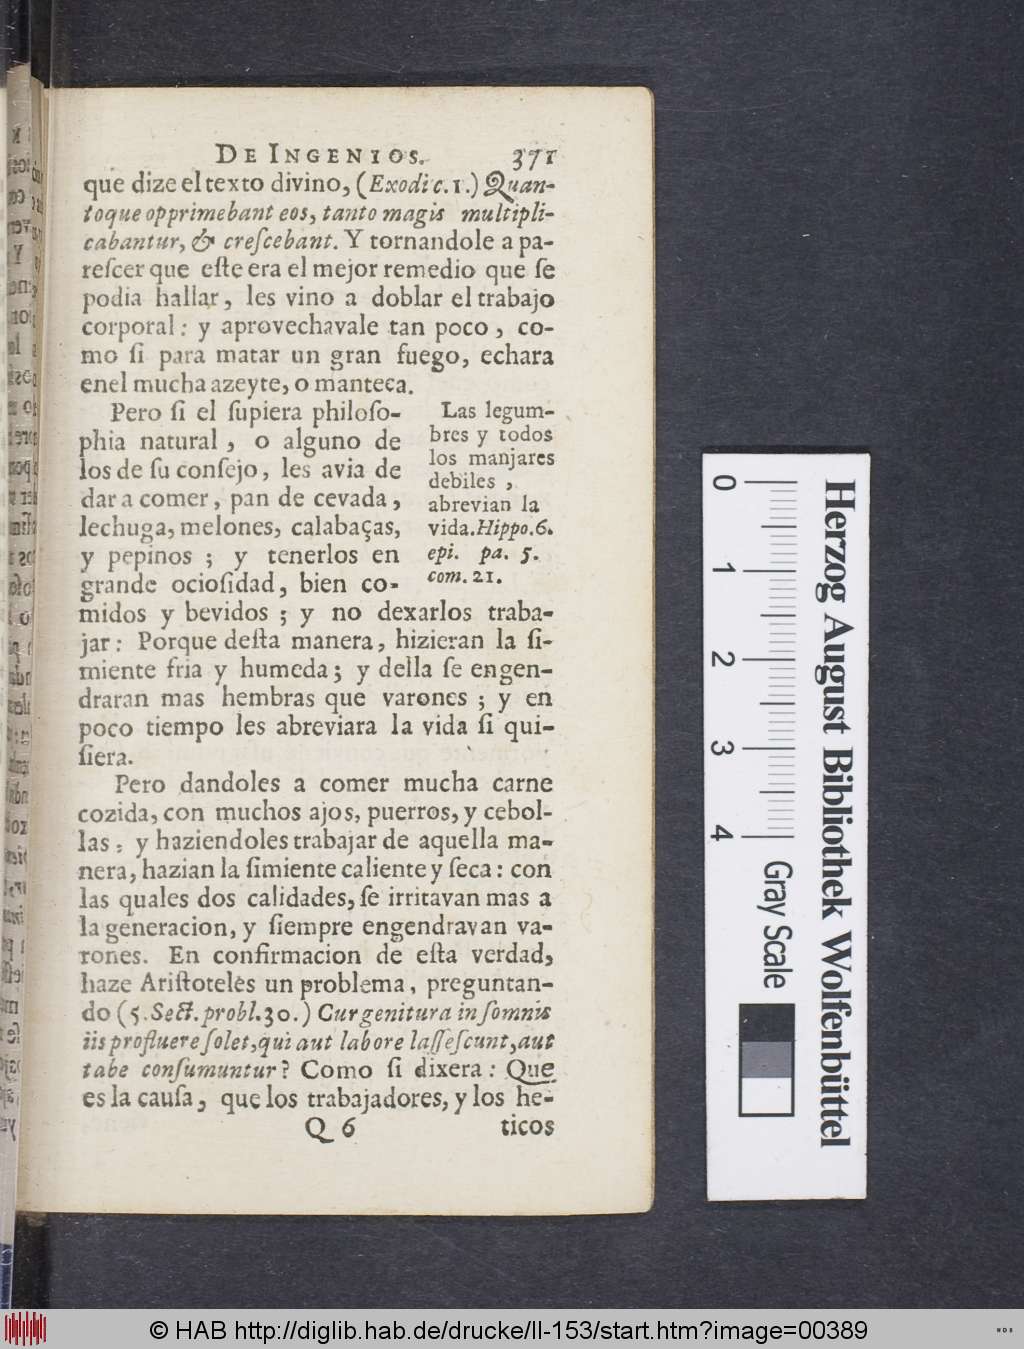 DE INGENIOS. 371
que dize el texto divino, (Exodi c. 1.) Quan-
toque opprimebant eos, tanto magis multipli-
cabantur, & creſcebant. Y tornandole a pa-
reſcer que eſte era el mejor remedio que ſe
podia hallar, les vino a doblar el trabajo
corporal: y aprovechavale tan poco, co-
mo ſi para matar un gran fuego, echara
enel mucha azeyte, o manteca.
Pero ſi el ſupiera philoſo-
phia natural, o alguno de
los de ſu conſejo, les avia de
dar a comer, pan de cevada,
lechuga, melones, calabaças,
y pepinos; y tenerlos en
grande ocioſidad, bien co-
midos y bevidos; y no dexarlos traba-
jar: Porque deſta manera, hizieran la ſi-
miente fria y humeda; y della ſe engen-
draran mas hembras que varones; y en
poco tiempo les abreviara la vida ſi qui-
ſiera.
Las legum-
bres y todos
los manjares
debiles,
abrevian la
vida. Hippo. 6.
epi. pa. 5.
com. 21.
Pero dandoles a comer mucha carne
cozida, con muchos ajos, puerros, y cebol-
las, y haziendoles trabajar de aquella ma-
nera, hazian la ſimiente caliente y ſeca: con
las quales dos calidades, ſe irritavan mas a
la generacion, y ſiempre engendravan va-
rones. En confirmacion de eſta verdad,
haze Ariſtoteles un problema, preguntan-
do (5. Sect. probl. 30.) Cur genitura in ſomnis
iis profluere ſolet, qui aut labore laſſeſcunt, aut
tabe conſumuntur? Como ſi dixera: Que
es la cauſa, que los trabajadores, y los he-
Q 6 ticos
0 1 2 3 4
Herzog August Bibliothek Wolfenbüttel
Gray Scale
© HAB http://diglib.hab.de/drucke/ll-153/start.htm?image=00389